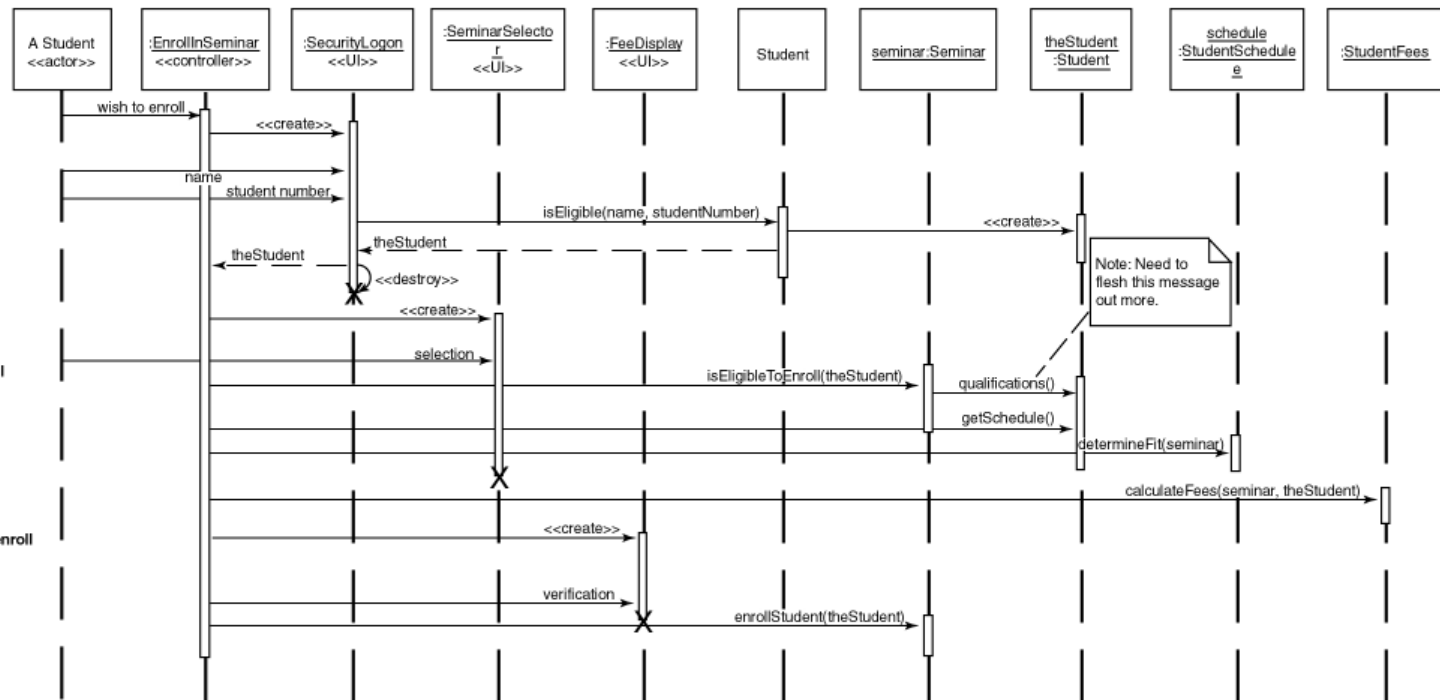 A Student
<<actor>>
:EnrollInSeminar
<<controller>>
:SecurityLogon
<<UI>>
:SeminarSelecto
r
<<UI>>
:FeeDisplay
<<UI>>
Student
seminar:Seminar
theStudent
:Student
schedule
:StudentSchedul
e
:StudentFees
wish to enroll
<<create>>
name
student number
isEligible(name, studentNumber)
<<create>>
theStudent
theStudent
<<destroy>>
Note: Need to
flesh this message
out more.
<<create>>
selection
isEligibleToEnroll(theStudent)
qualifications()
getSchedule()
determineFit(seminar)
calculateFees(seminar, theStudent)
<<create>>
enroll
verification
enrollStudent(theStudent)